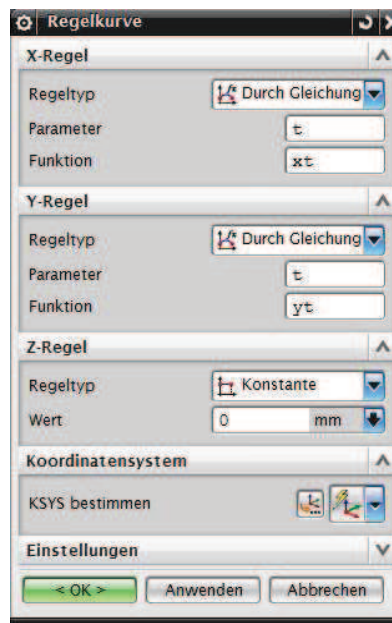 Regelkurve
X-Regel
Regeltyp Durch Gleichung
Parameter t
Funktion xt
Y-Regel
Regeltyp Durch Gleichung
Parameter t
Funktion yt
Z-Regel
Regeltyp Konstante
Wert 0 mm
Koordinatensystem
KSYS bestimmen
Einstellungen
< OK > Anwenden Abbrechen